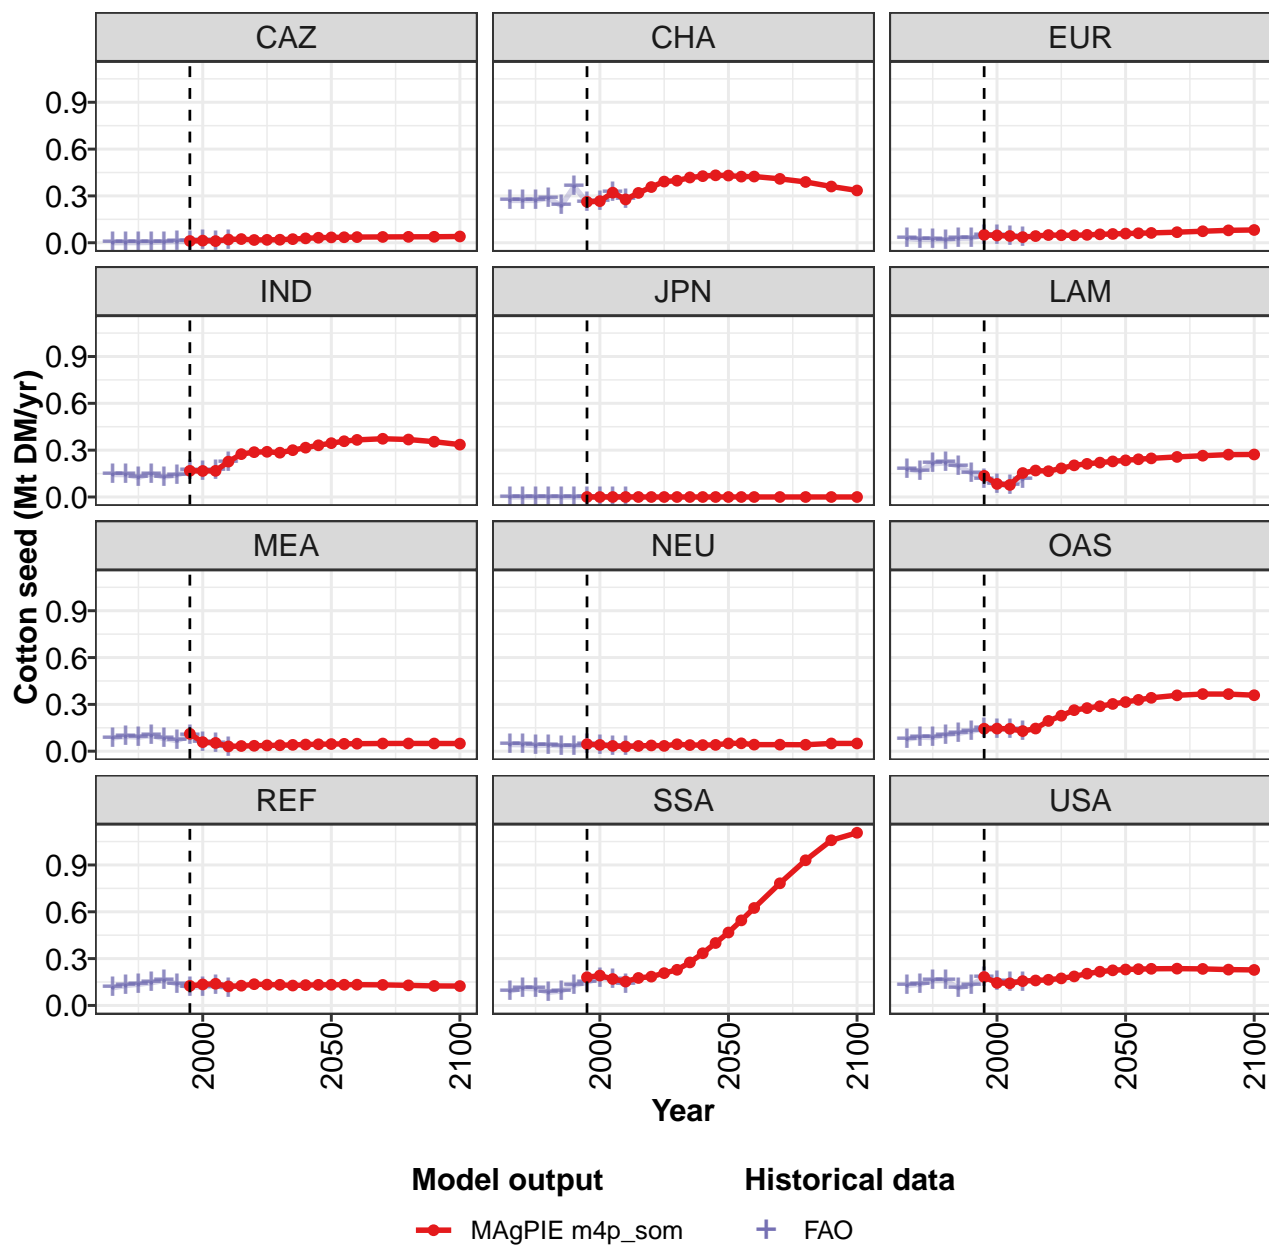 CAZ CHA EUR
0.9
0.6
0.3
0.0
IND JPN LAM
0.9
0.6
0.3
0.0
MEA NEU OAS
0.9
0.6
0.3
0.0
REF SSA USA
0.9
0.6
0.3
0.0
Cotton seed (Mt DM/yr)
2000 2050 2100 2000 2050 2100 2000 2050 2100
Year
Model output Historical data
MAgPIE m4p_som FAO